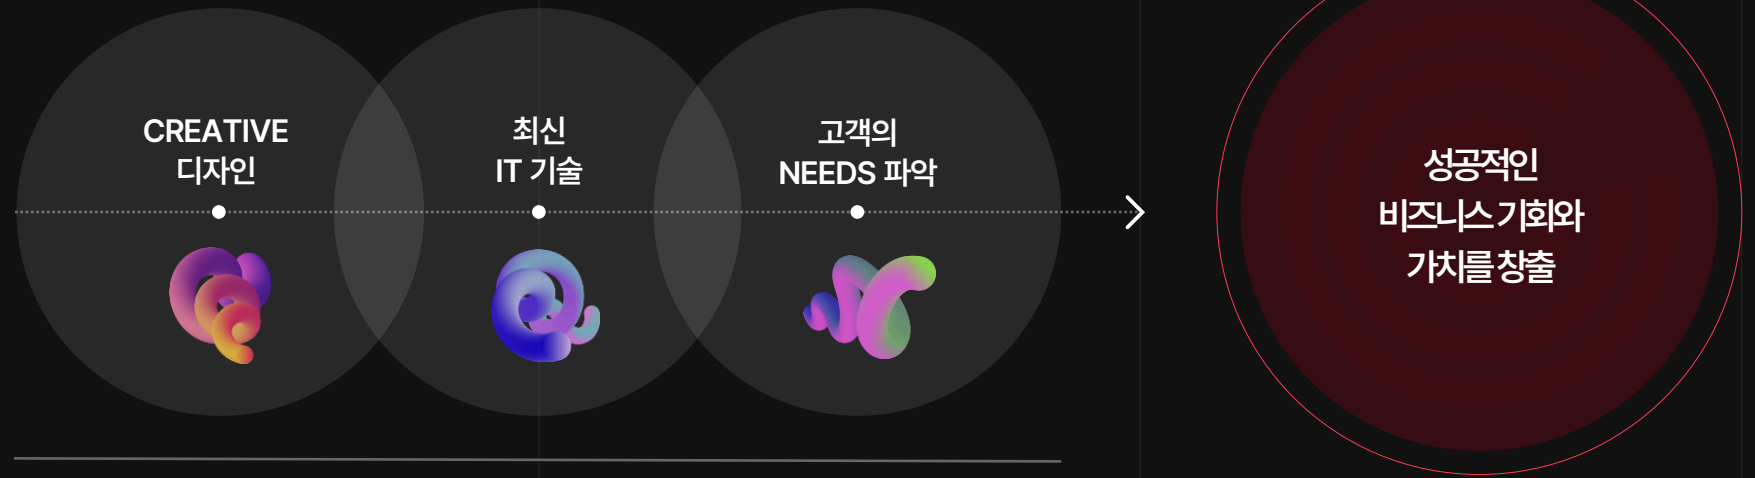 CREATIVE
디자인
최신
IT 기술
고객의
NEEDS 파악
성공적인
비즈니스 기회와
가치를 창출